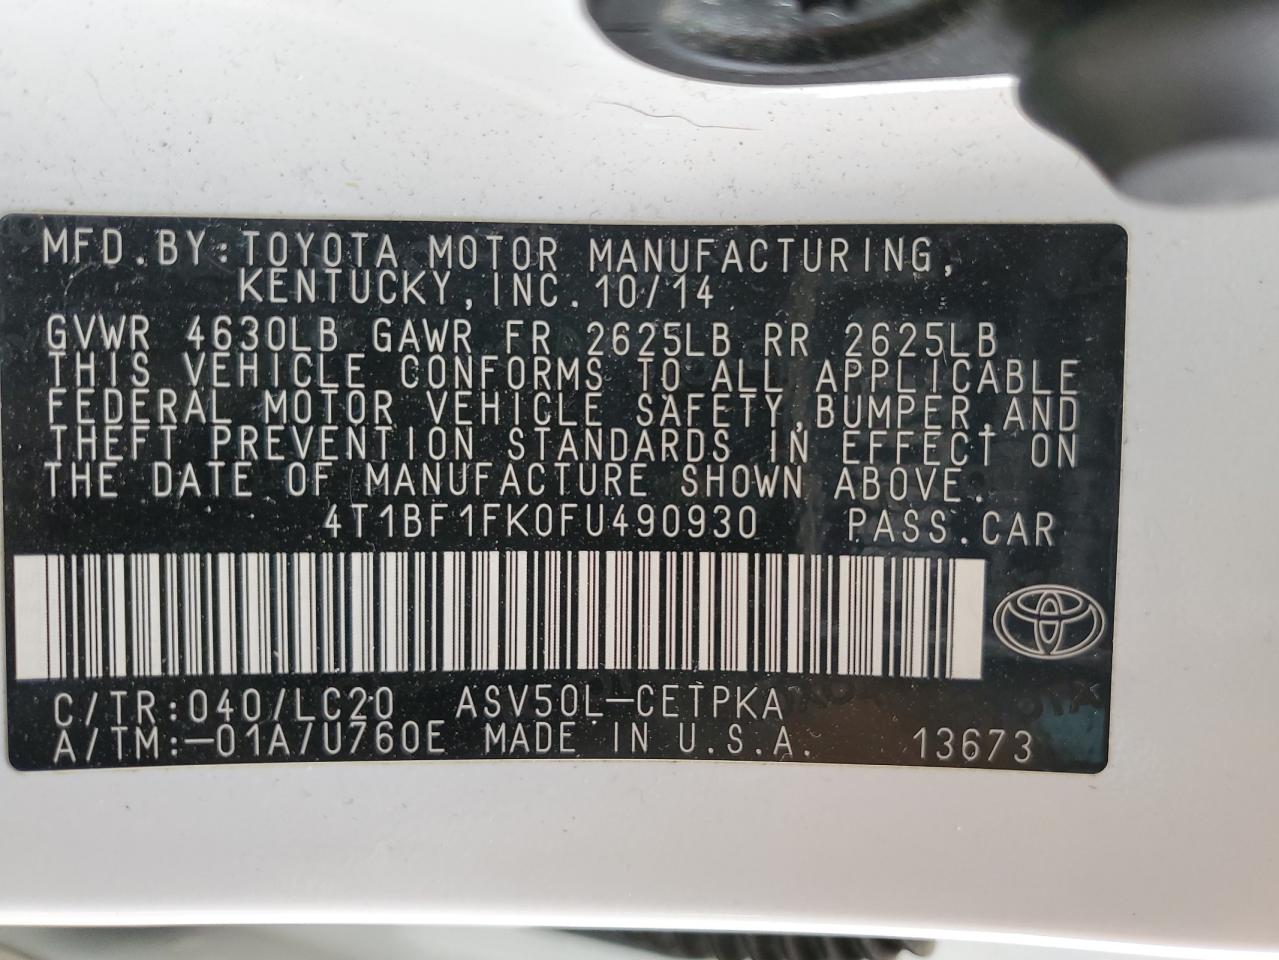 MFD.BY:TOYOTA MOTOR MANUFACTURING,
KENTUCKY,INC.10/14
GVWR 4630LB GAWR FR 2625LB RR 2625LB
THIS VEHICLE CONFORMS TO ALL APPLICABLE
FEDERAL MOTOR VEHICLE SAFETY,BUMPER,AND
THEFT PREVENTION STANDARDS IN EFFECT ON
THE DATE OF MANUFACTURE SHOWN ABOVE.
4T1BF1FK0FU490930 PASS.CAR
C/TR:040/LC20 ASV50L-CETPKA
A/TM:-01A/U760E MADE IN U.S.A. 13673